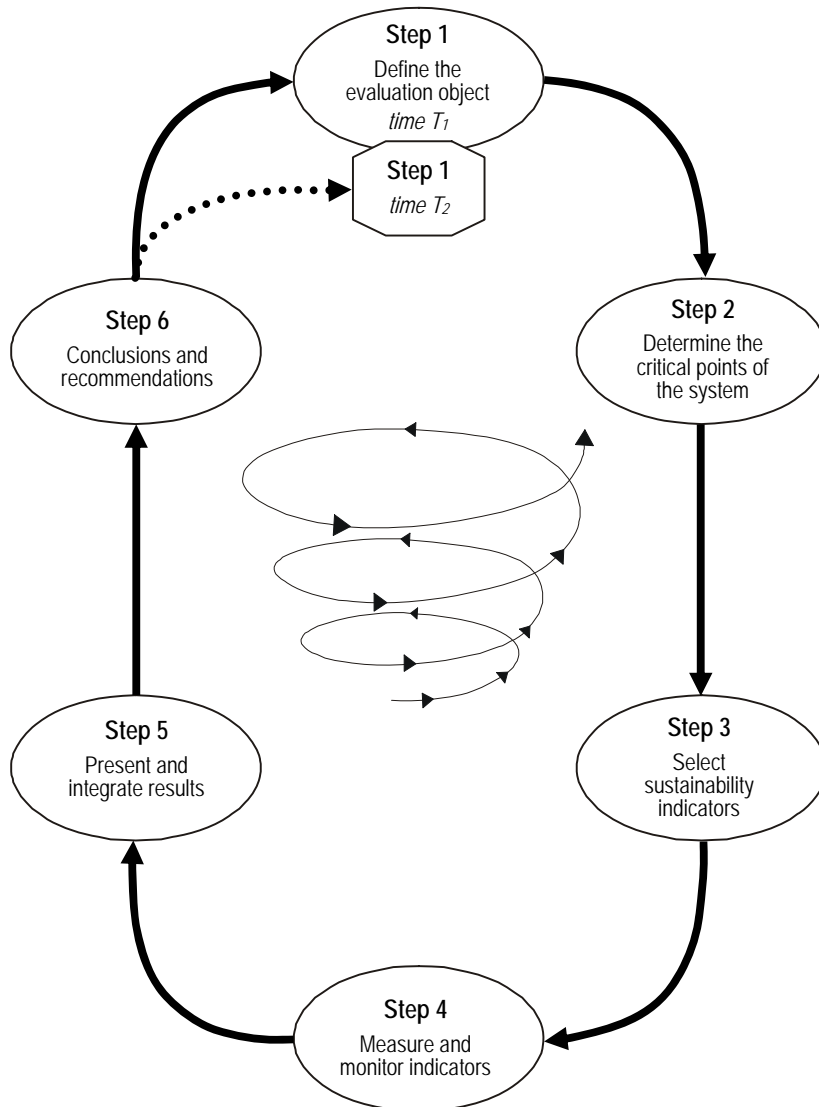 Step 1
Define the
evaluation object
time T1
Step 1
time T2
Step 2
Determine the
critical points of
the system
Step 3
Select
sustainability
indicators
Step 4
Measure and
monitor indicators
Step 5
Present and
integrate results
Step 6
Conclusions and
recommendations